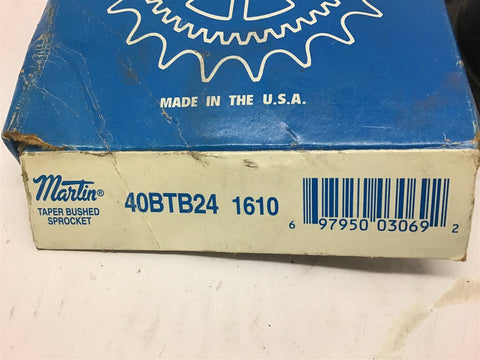 MADE IN THE U.S.A.
Martin®
TAPER BUSHED
SPROCKET
40BTB24 1610
6 97950 03069 2